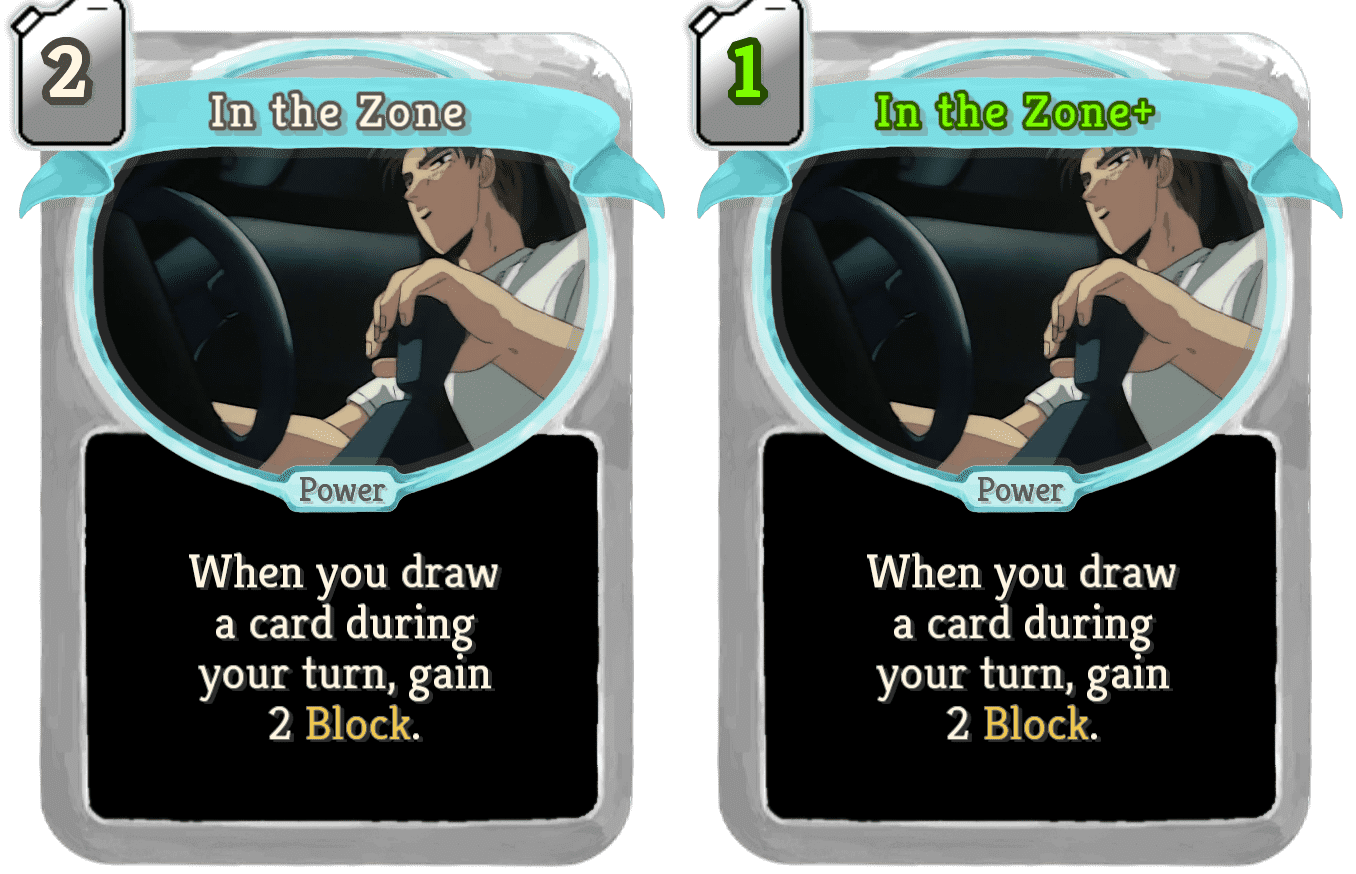 2
In the Zone
Power
When you draw
a card during
your turn, gain
2 Block.
1
In the Zone+
Power
When you draw
a card during
your turn, gain
2 Block.